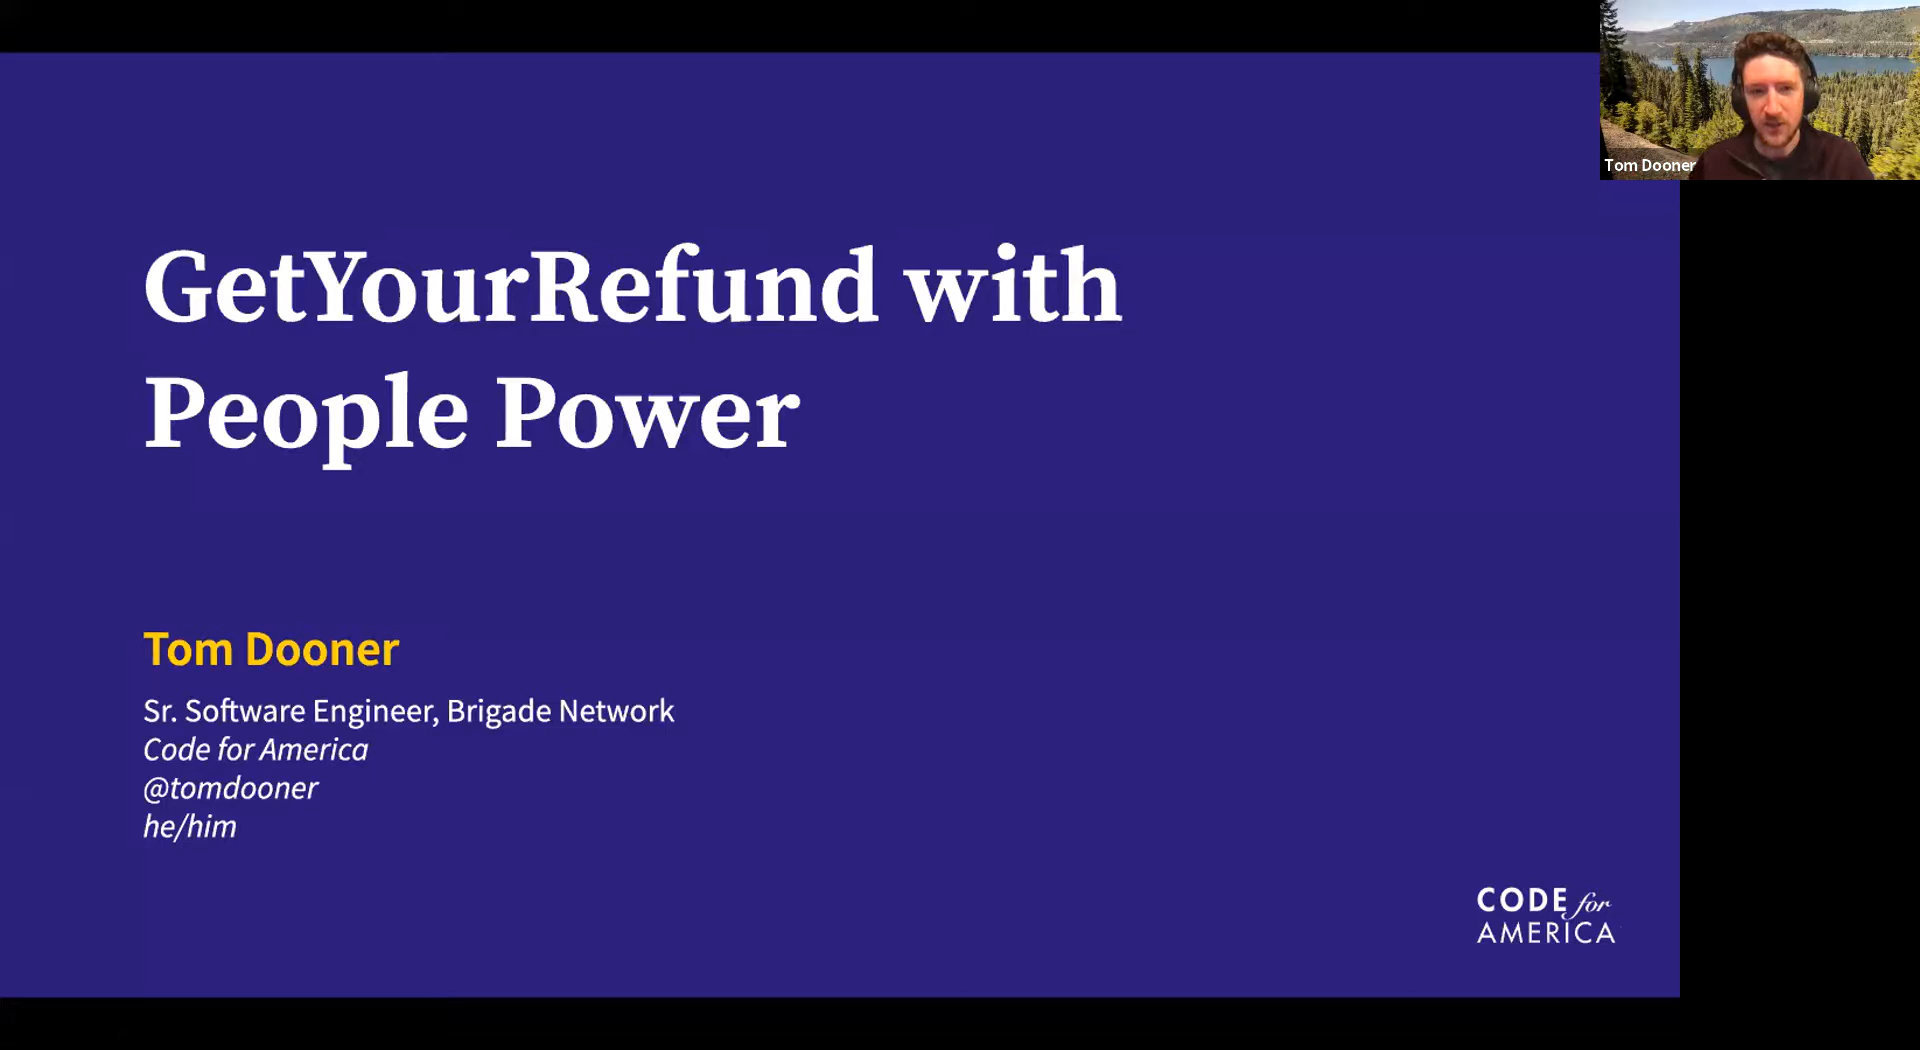 GetYourRefund with
People Power
Tom Dooner
Sr. Software Engineer, Brigade Network
Code for America
@tomdooner
he/him
CODE for
AMERICA
Tom Dooner